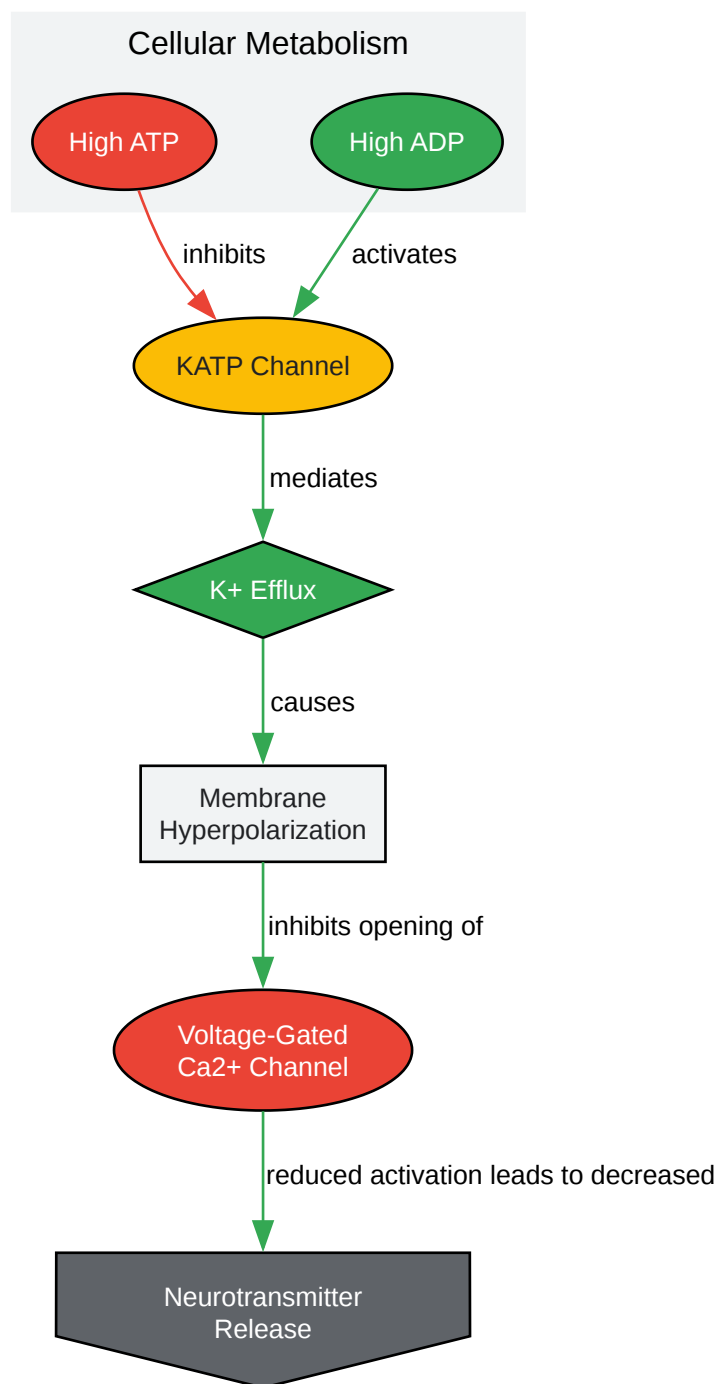 Cellular Metabolism
High ATP
High ADP
inhibits
activates
KATP Channel
mediates
K+ Efflux
causes
Membrane
Hyperpolarization
inhibits opening of
Voltage-Gated
Ca2+ Channel
reduced activation leads to decreased
Neurotransmitter
Release